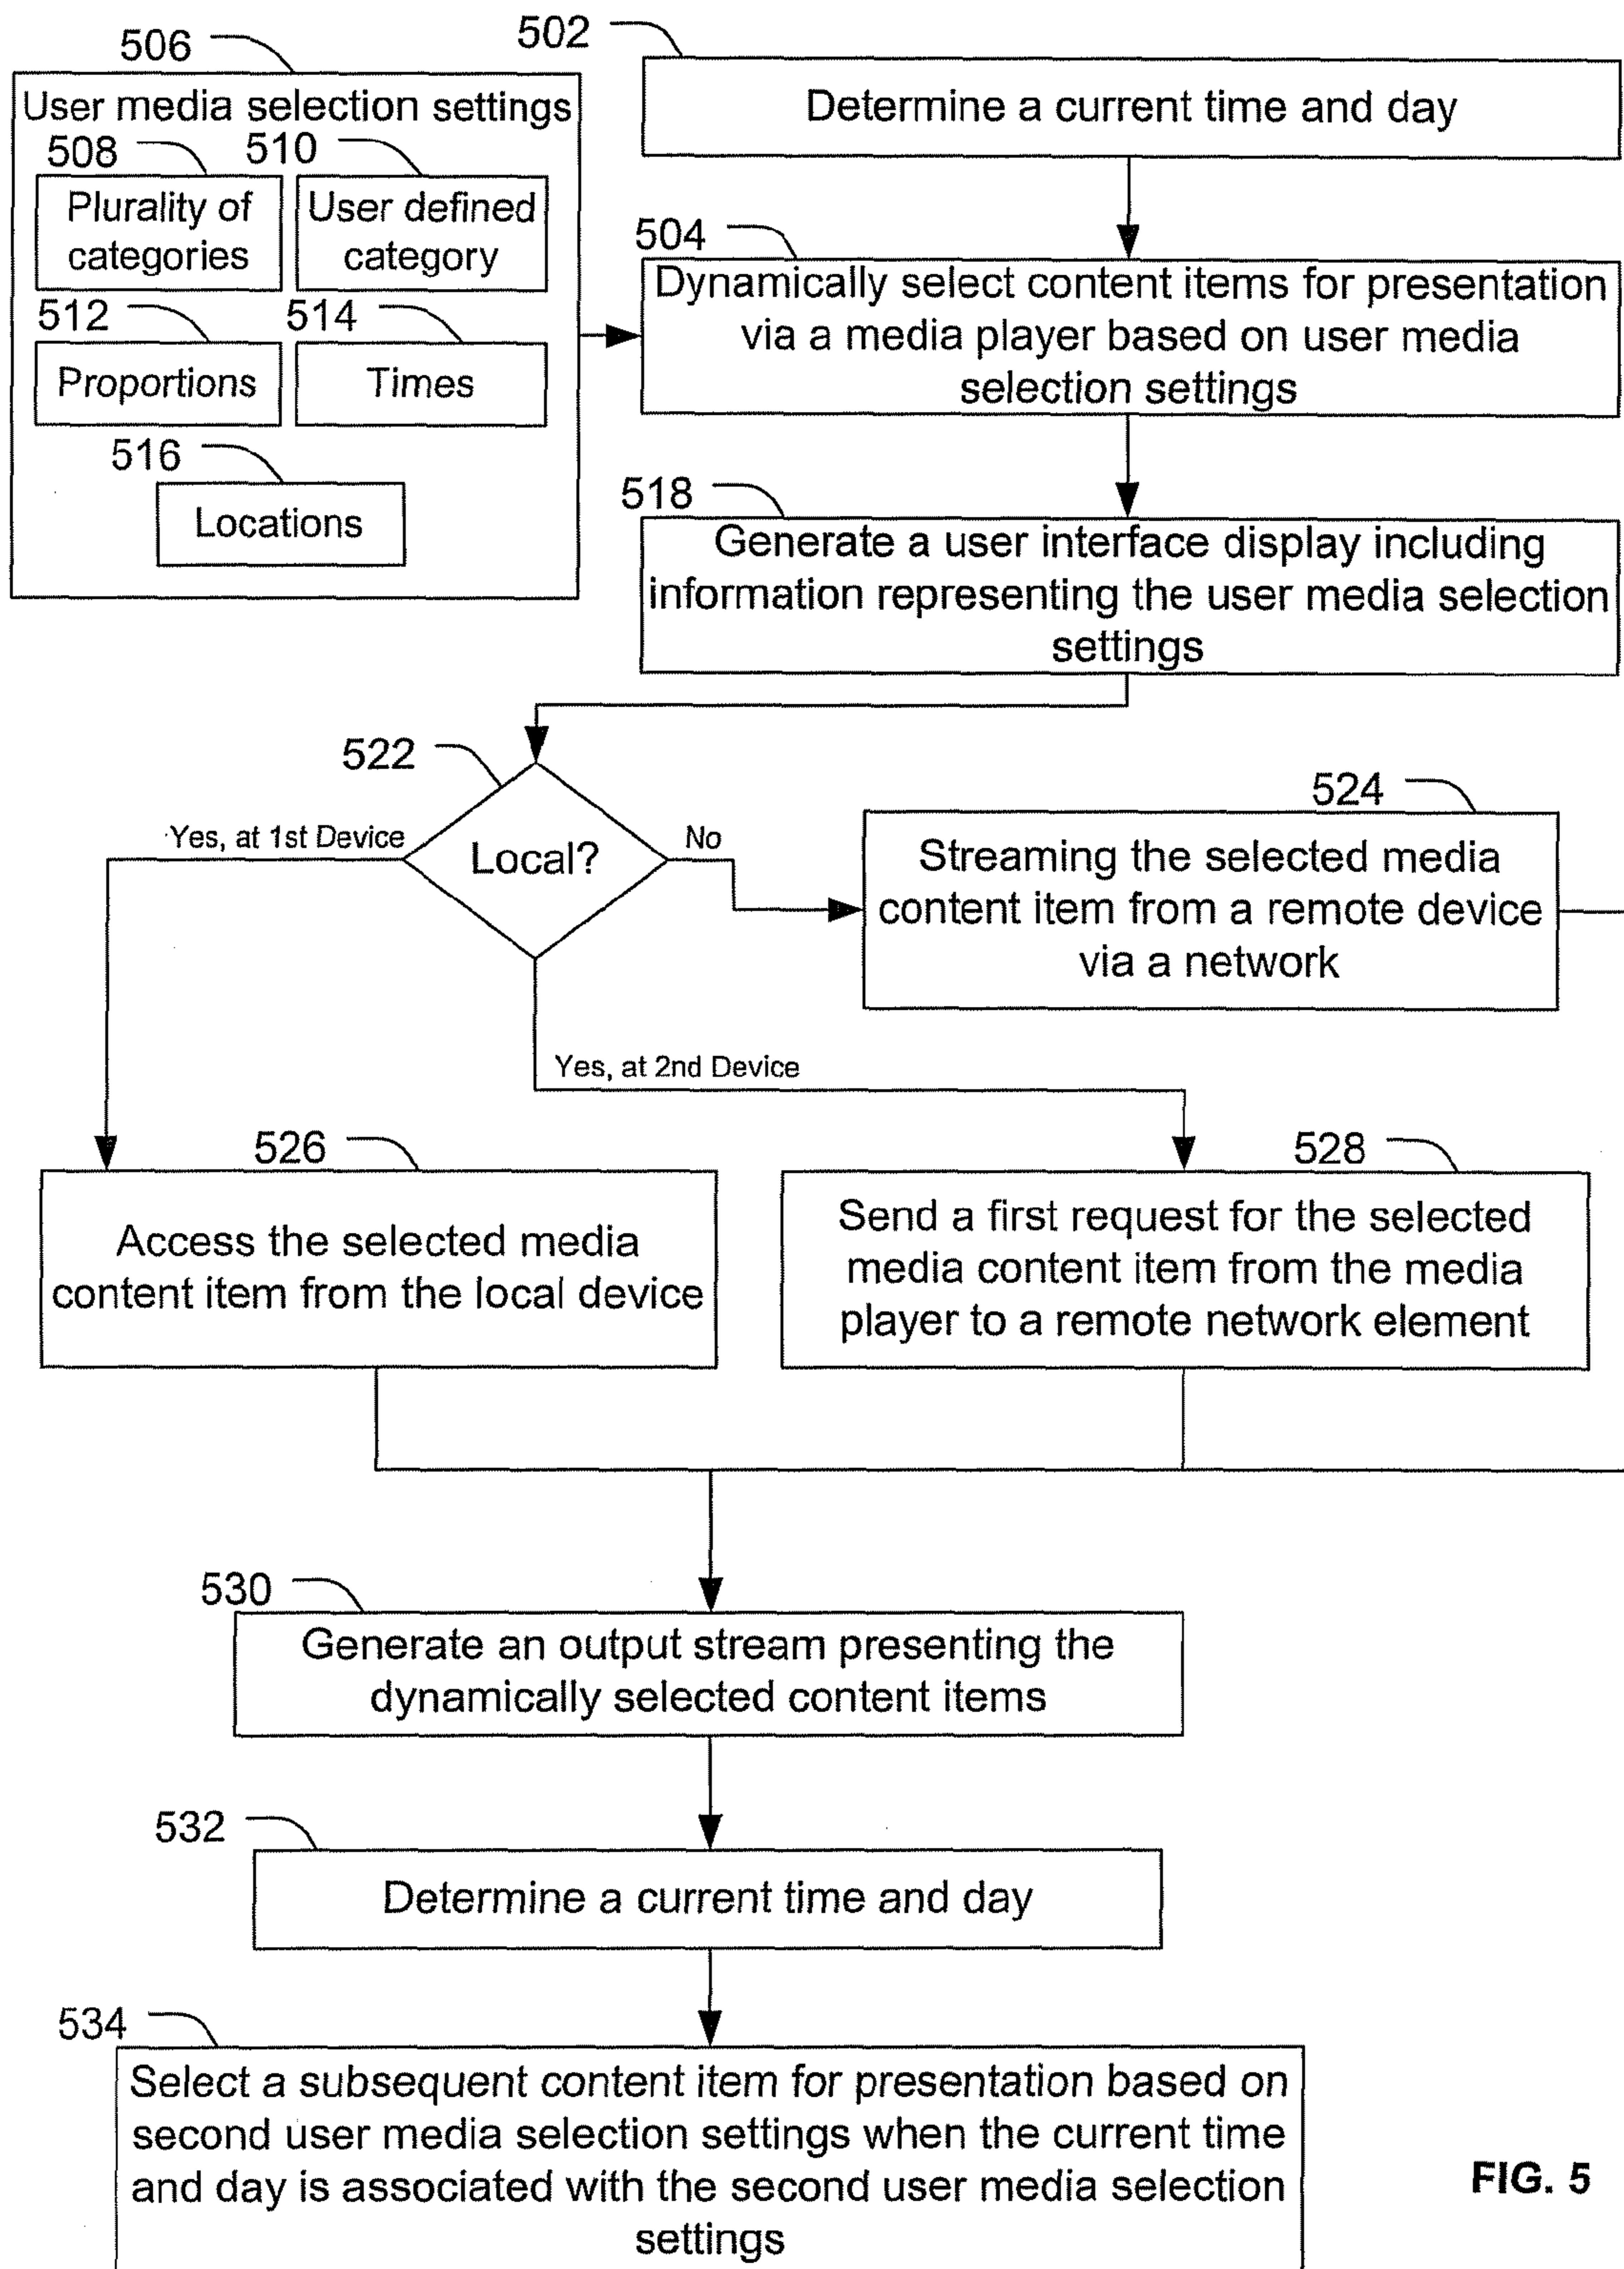 502
Determine a current time and day
506
User media selection settings
508
Plurality of
categories
510
User defined
category
512
Proportions
514
Times
516
Locations
504
Dynamically select content items for presentation
via a media player based on user media
selection settings
518
Generate a user interface display including
information representing the user media selection
settings
522
Local?
Yes, at 1st Device
No
Yes, at 2nd Device
524
Streaming the selected media
content item from a remote device
via a network
526
Access the selected media
content item from the local device
528
Send a first request for the selected
media content item from the media
player to a remote network element
530
Generate an output stream presenting the
dynamically selected content items
532
Determine a current time and day
534
Select a subsequent content item for presentation based on
second user media selection settings when the current time
and day is associated with the second user media selection
settings
FIG. 5